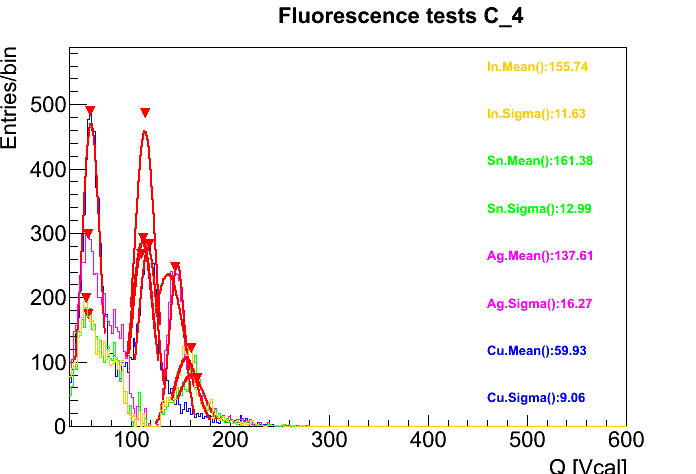 Fluorescence tests C_4
Entries/bin
500
400
300
200
100
0
100
200
300
400
500
600
Q [Vcal]
In.Mean():155.74
In.Sigma():11.63
Sn.Mean():161.38
Sn.Sigma():12.99
Ag.Mean():137.61
Ag.Sigma():16.27
Cu.Mean():59.93
Cu.Sigma():9.06